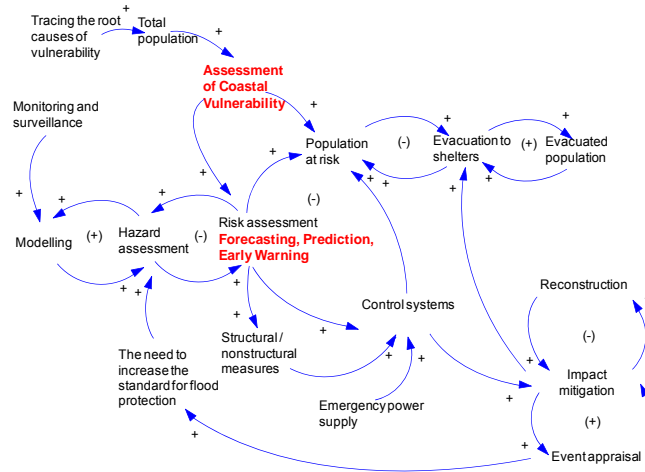 Tracing the root
causes of
vulnerability
+
Total
population
+
Assessment
of Coastal
Vulnerability
+
+
Monitoring and
surveillance
+
Population
at risk
+
+
+
(-)
+
Evacuation to
shelters
+
+
(+)
+
Evacuated
population
+
(-)
+
Modelling
+
(+)
+
Hazard
assessment
+
+
(-)
+
Risk assessment
Forecasting, Prediction,
Early Warning
+
Structural /
nonstructural
measures
+
Control systems
+
+
Emergency power
supply
+
The need to
increase the
standard for flood
protection
+
Reconstruction
+
(-)
+
+
Impact
mitigation
+
(+)
+
Event appraisal